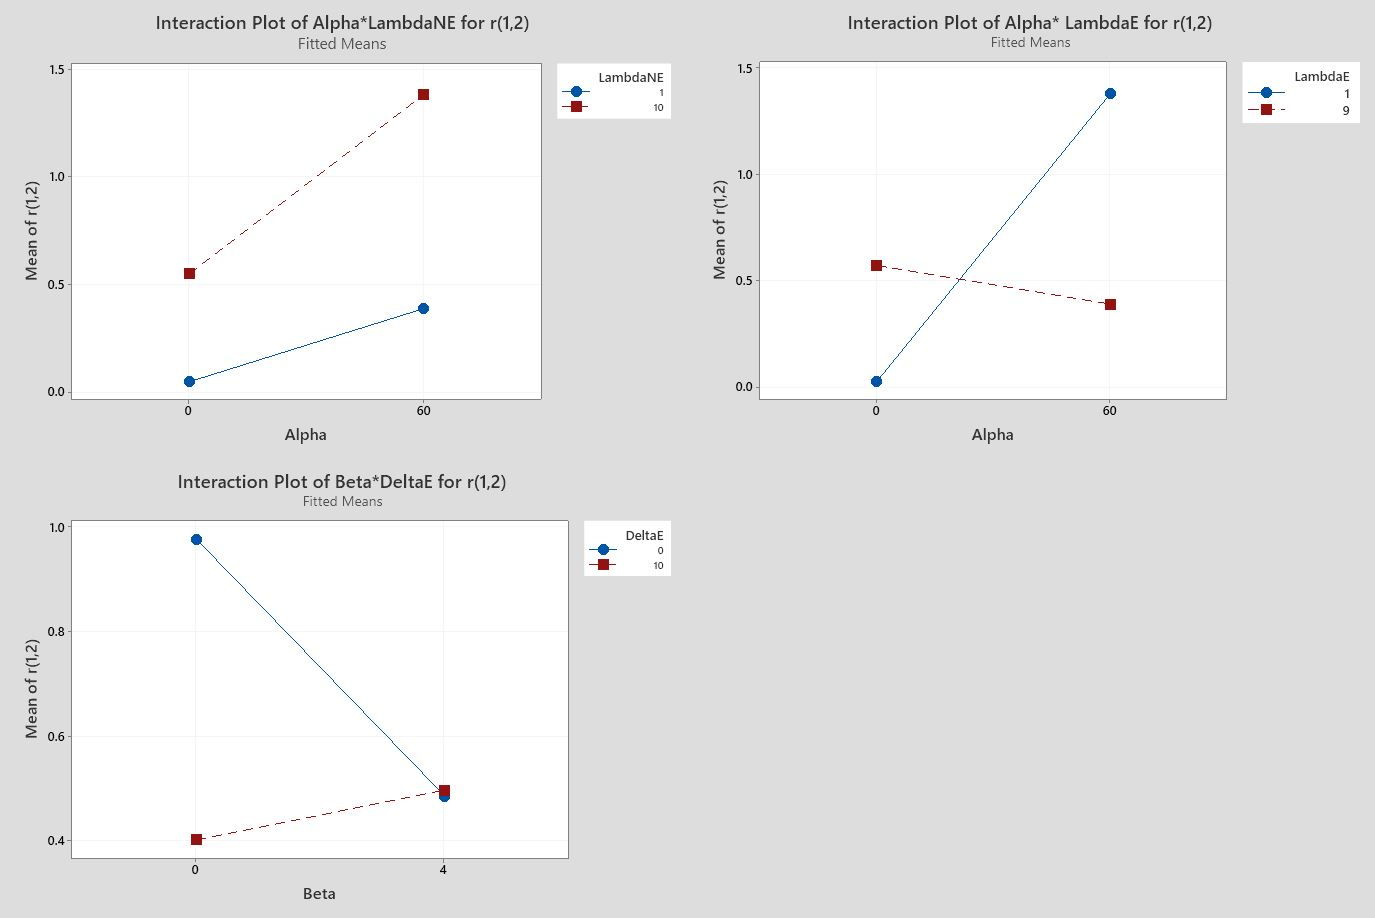 Interaction Plot of Alpha*LambdaNE for r(1,2)
Fitted Means
1.5
1.0
0.5
0.0
Mean of r(1,2)
0
60
Alpha
LambdaNE
1
10
Interaction Plot of Alpha* LambdaE for r(1,2)
Fitted Means
1.5
1.0
0.5
0.0
Mean of r(1,2)
0
60
Alpha
LambdaE
1
9
Interaction Plot of Beta*DeltaE for r(1,2)
Fitted Means
1.0
0.8
0.6
0.4
Mean of r(1,2)
0
4
Beta
DeltaE
0
10